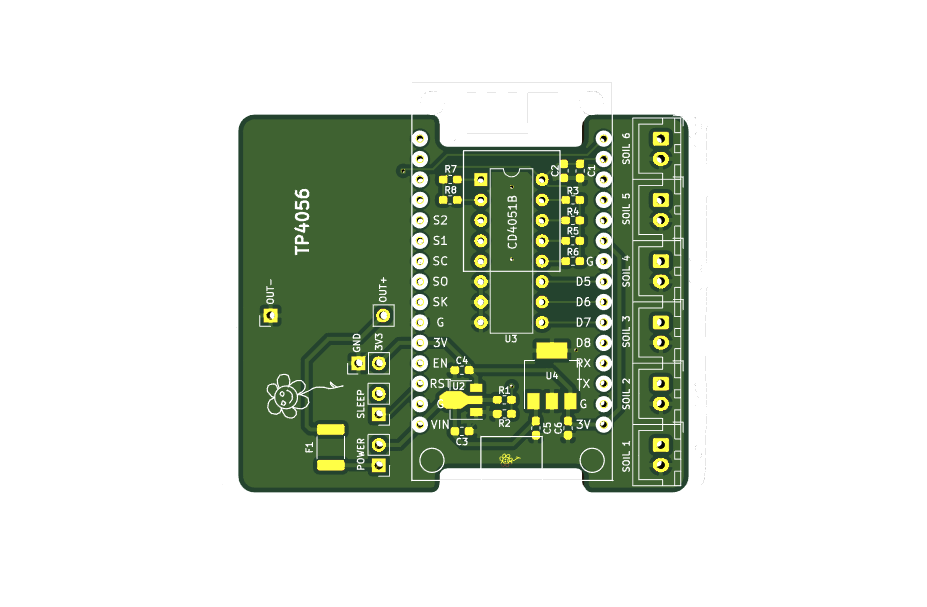 TP4056
OUT-
OUT+
GND
3V3
SLEEP
POWER
F1
R7
R8
S2
S1
SC
SO
SK
G
3V
EN
RST
G
VIN
CD4051B
U3
C2
C1
R3
R4
R5
R6
G
D5
D6
D7
D8
RX
TX
G
3V
C4
U2
R1
R2
C3
U4
C5
C6
SOIL 6
SOIL 5
SOIL 4
SOIL 3
SOIL 2
SOIL 1